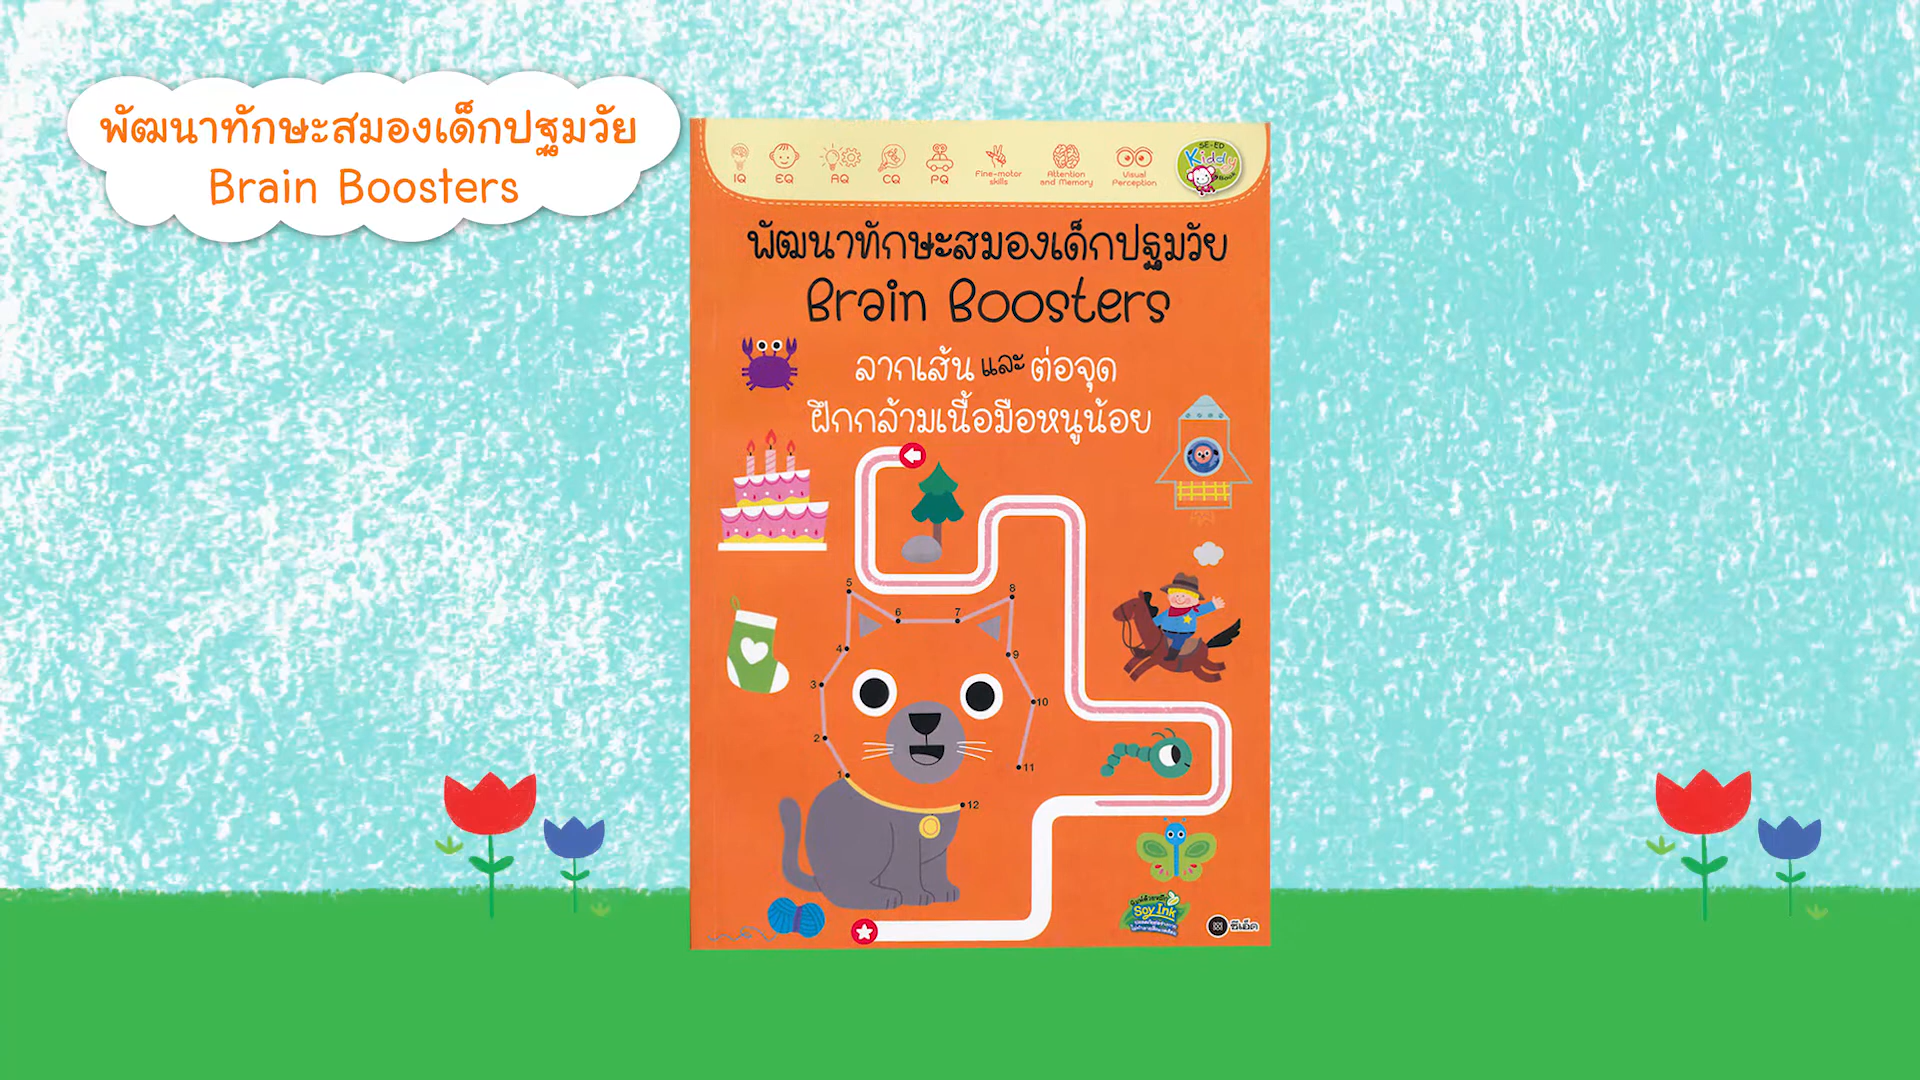 พัฒนาทักษะสมองเด็กปฐมวัย
Brain Boosters
IQ
EQ
AQ
CQ
PQ
Fine-motor
skills
Attention
and Memory
Visual
Perception
SE-ED
Kiddy
Book
พัฒนาทักษะสมองเด็กปฐมวัย
Brain Boosters
ลากเส้น และ ต่อจุด
ฝึกกล้ามเนื้อมือหนูน้อย
5
8
6
7
4
9
3
10
2
11
1
12
Soy Ink
ซีเอ็ด